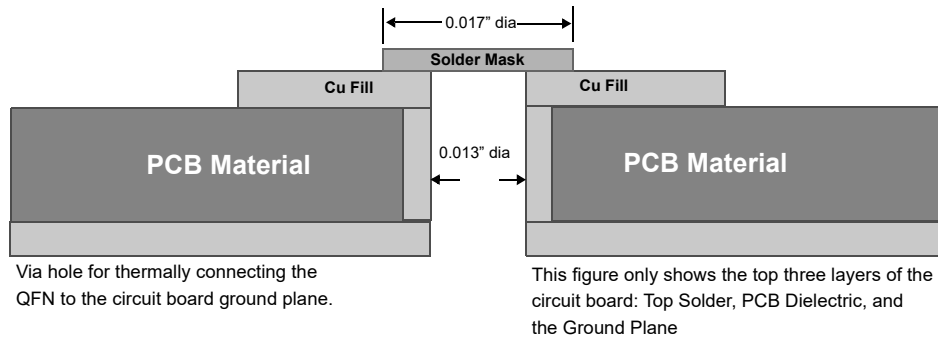 0.017” dia
Solder Mask
Cu Fill
Cu Fill
PCB Material
0.013” dia
PCB Material
Via hole for thermally connecting the
QFN to the circuit board ground plane.
This figure only shows the top three layers of the
circuit board: Top Solder, PCB Dielectric, and
the Ground Plane